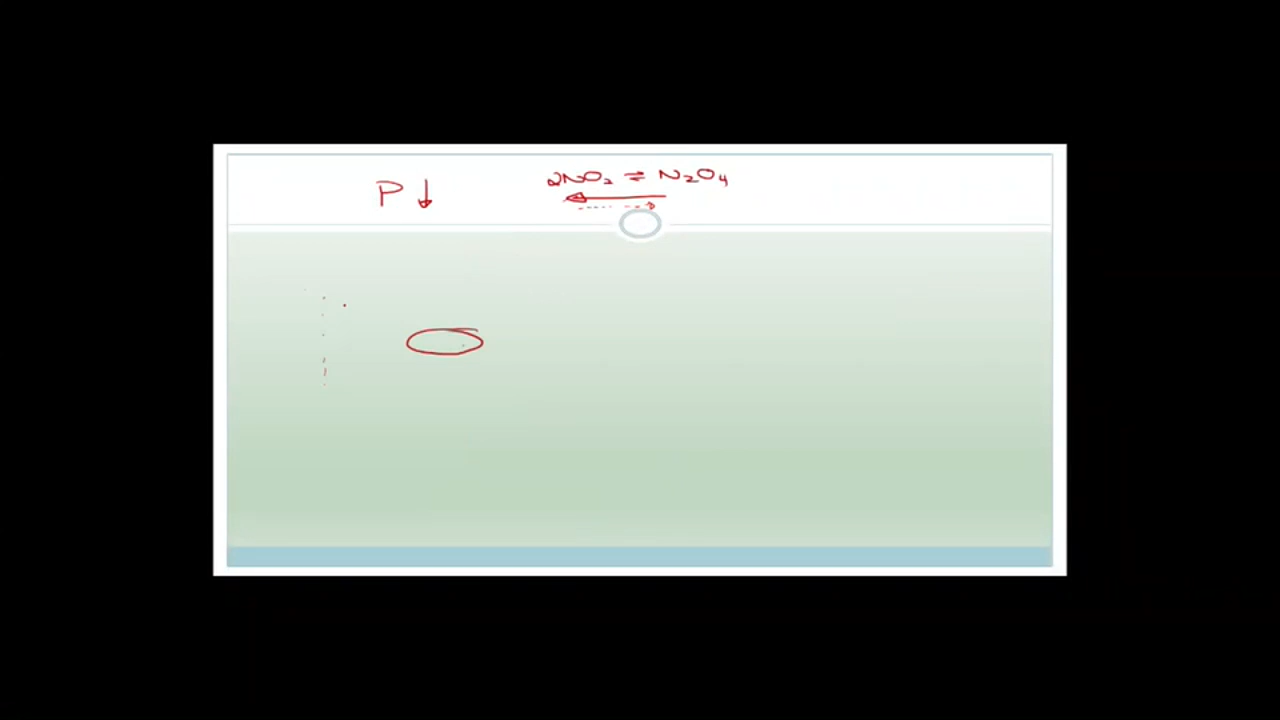 P ↓ 2NO₂ ⇌ N₂O₄